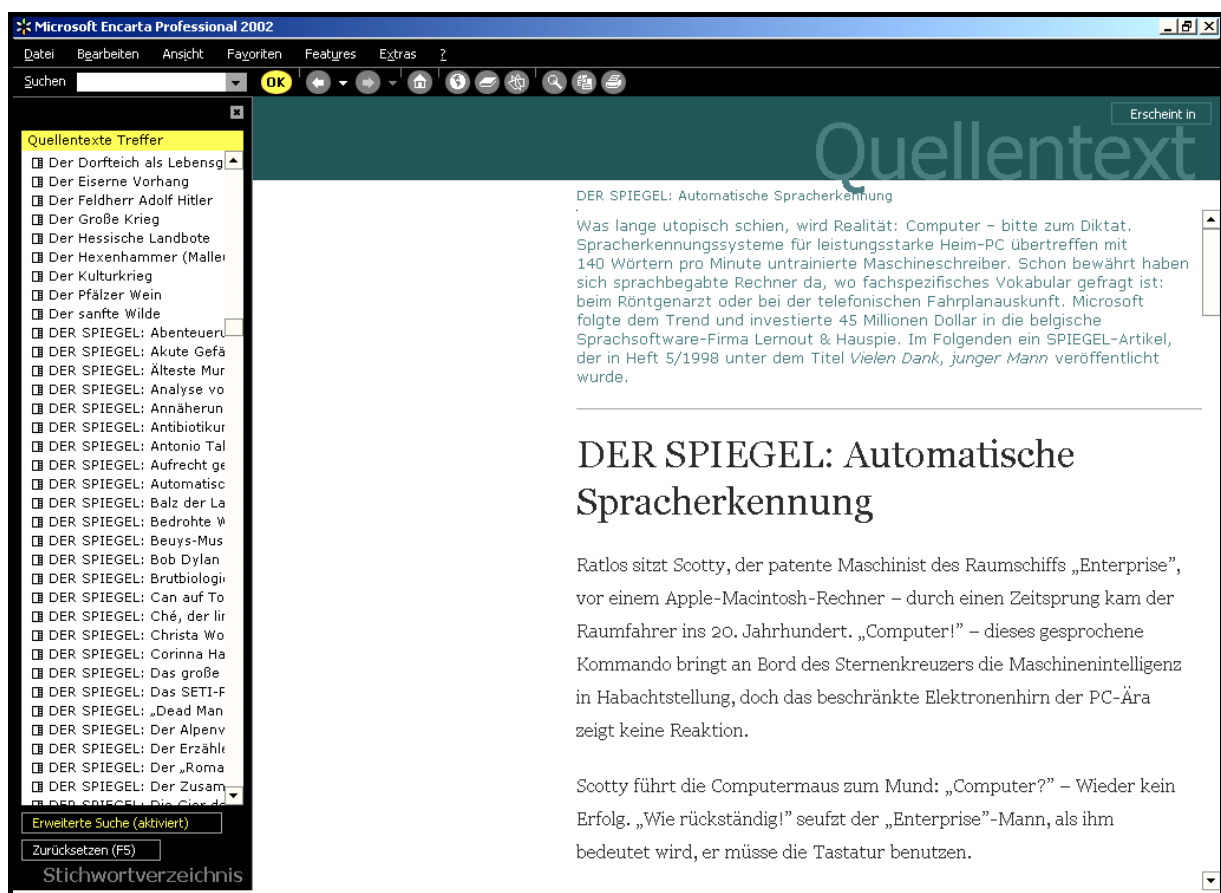 Microsoft Encarta Professional 2002
Datei Bearbeiten Ansicht Favoriten Features Extras ?
Suchen OK
Quellentexte Treffer
Der Dorfteich als Lebensg
Der Eiserne Vorhang
Der Feldherr Adolf Hitler
Der Große Krieg
Der Hessische Landbote
Der Hexenhammer (Malle
Der Kulturkrieg
Der Pfälzer Wein
Der sanfte Wilde
DER SPIEGEL: Abenteueru
DER SPIEGEL: Akute Gefä
DER SPIEGEL: Älteste Mur
DER SPIEGEL: Analyse vo
DER SPIEGEL: Annäherun
DER SPIEGEL: Antibiotikur
DER SPIEGEL: Antonio Tal
DER SPIEGEL: Aufrecht ge
DER SPIEGEL: Automatisc
DER SPIEGEL: Balz der La
DER SPIEGEL: Bedrohte W
DER SPIEGEL: Beuys-Mus
DER SPIEGEL: Bob Dylan
DER SPIEGEL: Brutbiologi
DER SPIEGEL: Can auf To
DER SPIEGEL: Ché, der lir
DER SPIEGEL: Christa Wo
DER SPIEGEL: Corinna Ha
DER SPIEGEL: Das große
DER SPIEGEL: Das SETI-P
DER SPIEGEL: „Dead Man
DER SPIEGEL: Der Alpenv
DER SPIEGEL: Der Erzähle
DER SPIEGEL: Der „Roma
DER SPIEGEL: Der Zusam
DER SPIEGEL: Die Gier de
Erweiterte Suche (aktiviert)
Zurücksetzen (F5)
Stichwortverzeichnis
Erscheint in
Quellentext
DER SPIEGEL: Automatische Spracherkennung
Was lange utopisch schien, wird Realität: Computer – bitte zum Diktat.
Spracherkennungssysteme für leistungsstarke Heim-PC übertreffen mit
140 Wörtern pro Minute untrainierte Maschineschreiber. Schon bewährt haben
sich sprachbegabte Rechner da, wo fachspezifisches Vokabular gefragt ist:
beim Röntgenarzt oder bei der telefonischen Fahrplanauskunft. Microsoft
folgte dem Trend und investierte 45 Millionen Dollar in die belgische
Sprachsoftware-Firma Lernout & Hauspie. Im Folgenden ein SPIEGEL-Artikel,
der in Heft 5/1998 unter dem Titel Vielen Dank, junger Mann veröffentlicht
wurde.
DER SPIEGEL: Automatische
Spracherkennung
Ratlos sitzt Scotty, der patente Maschinist des Raumschiffs „Enterprise”,
vor einem Apple-Macintosh-Rechner – durch einen Zeitsprung kam der
Raumfahrer ins 20. Jahrhundert. „Computer!” – dieses gesprochene
Kommando bringt an Bord des Sternenkreuzers die Maschinenintelligenz
in Habachtstellung, doch das beschränkte Elektronenhirn der PC-Ära
zeigt keine Reaktion.
Scotty führt die Computermaus zum Mund: „Computer?” – Wieder kein
Erfolg. „Wie rückständig!” seufzt der „Enterprise”-Mann, als ihm
bedeutet wird, er müsse die Tastatur benutzen.